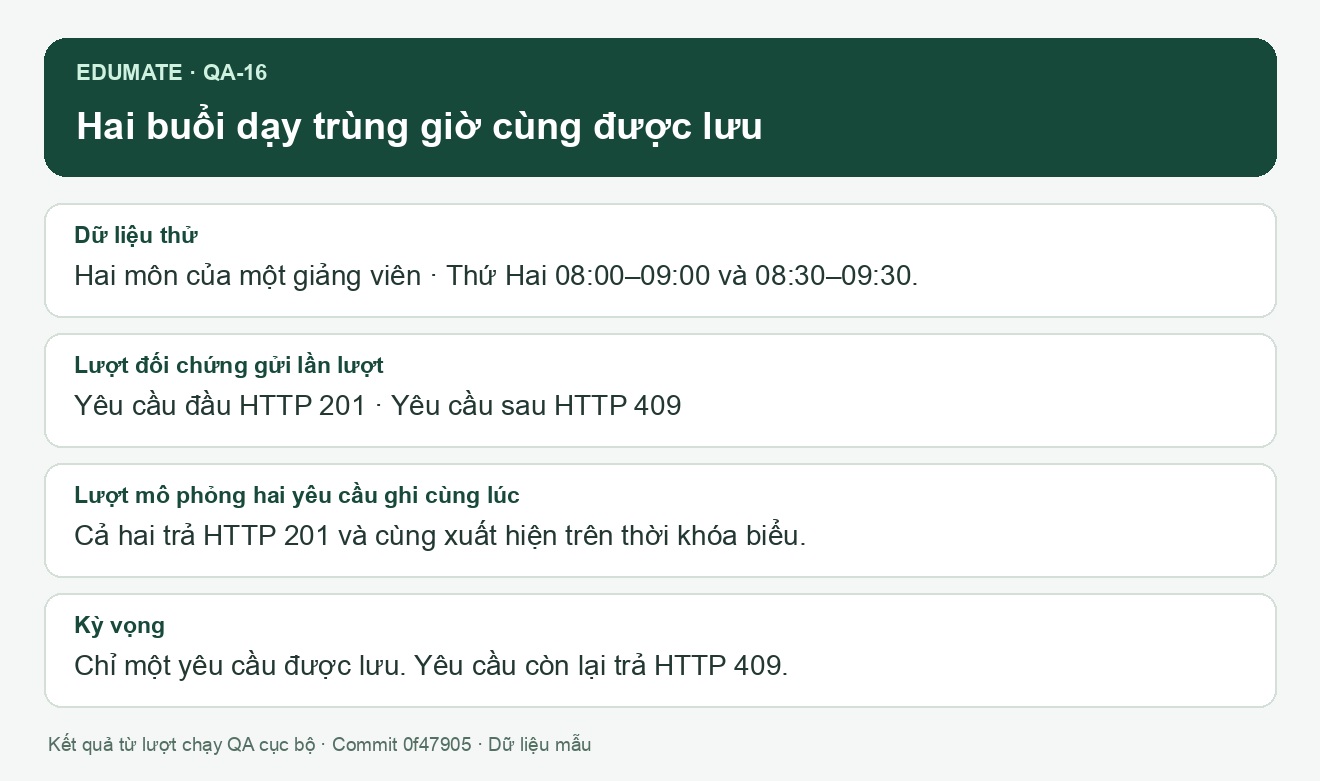 EDUMATE · QA-16
Hai buổi dạy trùng giờ cùng được lưu
Dữ liệu thử
Hai môn của một giảng viên · Thứ Hai 08:00–09:00 và 08:30–09:30.
Lượt đối chứng gửi lần lượt
Yêu cầu đầu HTTP 201 · Yêu cầu sau HTTP 409
Lượt mô phỏng hai yêu cầu ghi cùng lúc
Cả hai trả HTTP 201 và cùng xuất hiện trên thời khóa biểu.
Kỳ vọng
Chỉ một yêu cầu được lưu. Yêu cầu còn lại trả HTTP 409.
Kết quả từ lượt chạy QA cục bộ · Commit 0f47905 · Dữ liệu mẫu